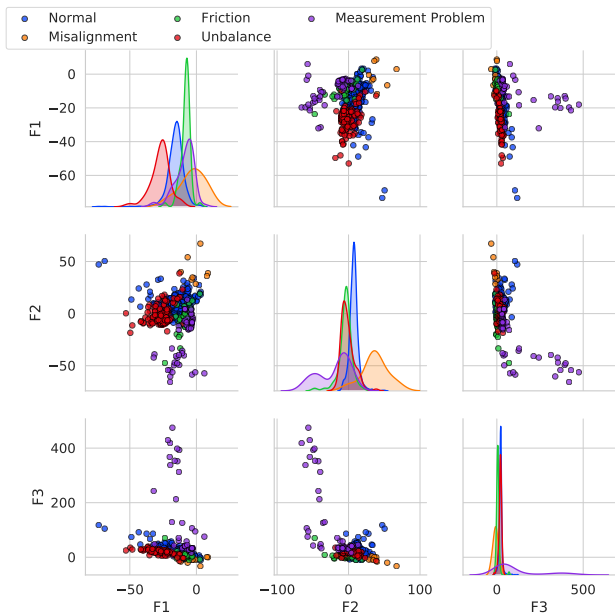 Normal Friction Measurement Problem
Misalignment Unbalance
0
−20
−40
−60
F1
50
0
−50
F2
400
200
0
F3
−50 0
F1
−100 0 100
F2
0 500
F3